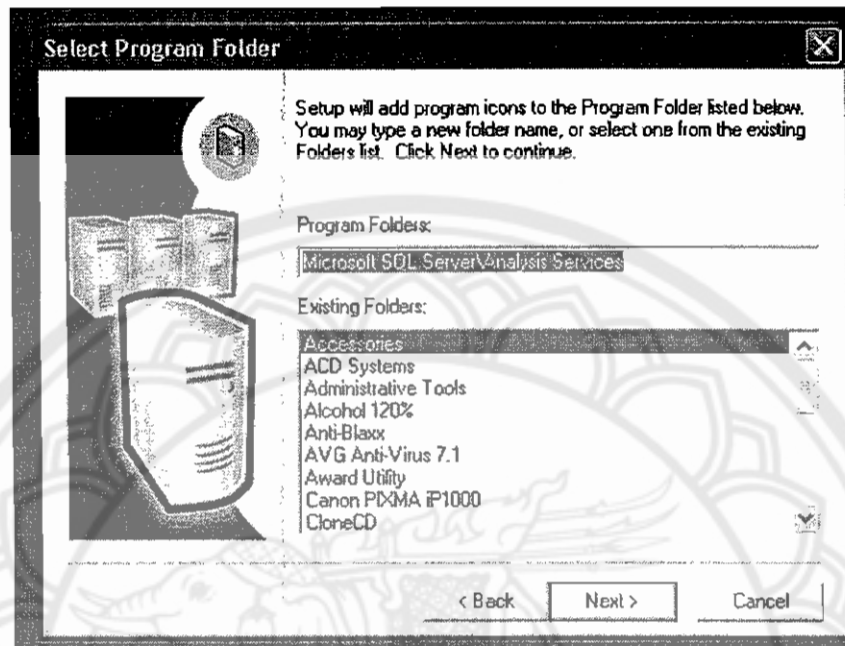 Select Program Folder
Setup will add program icons to the Program Folder listed below.
You may type a new folder name, or select one from the existing
Folders list. Click Next to continue.
Program Folders:
Microsoft SQL Server\Analysis Services
Existing Folders:
Accessories
ACD Systems
Administrative Tools
Alcohol 120%
Anti-Blaxx
AVG Anti-Virus 7.1
Award Utility
Canon PIXMA iP1000
CloneCD
< Back
Next >
Cancel